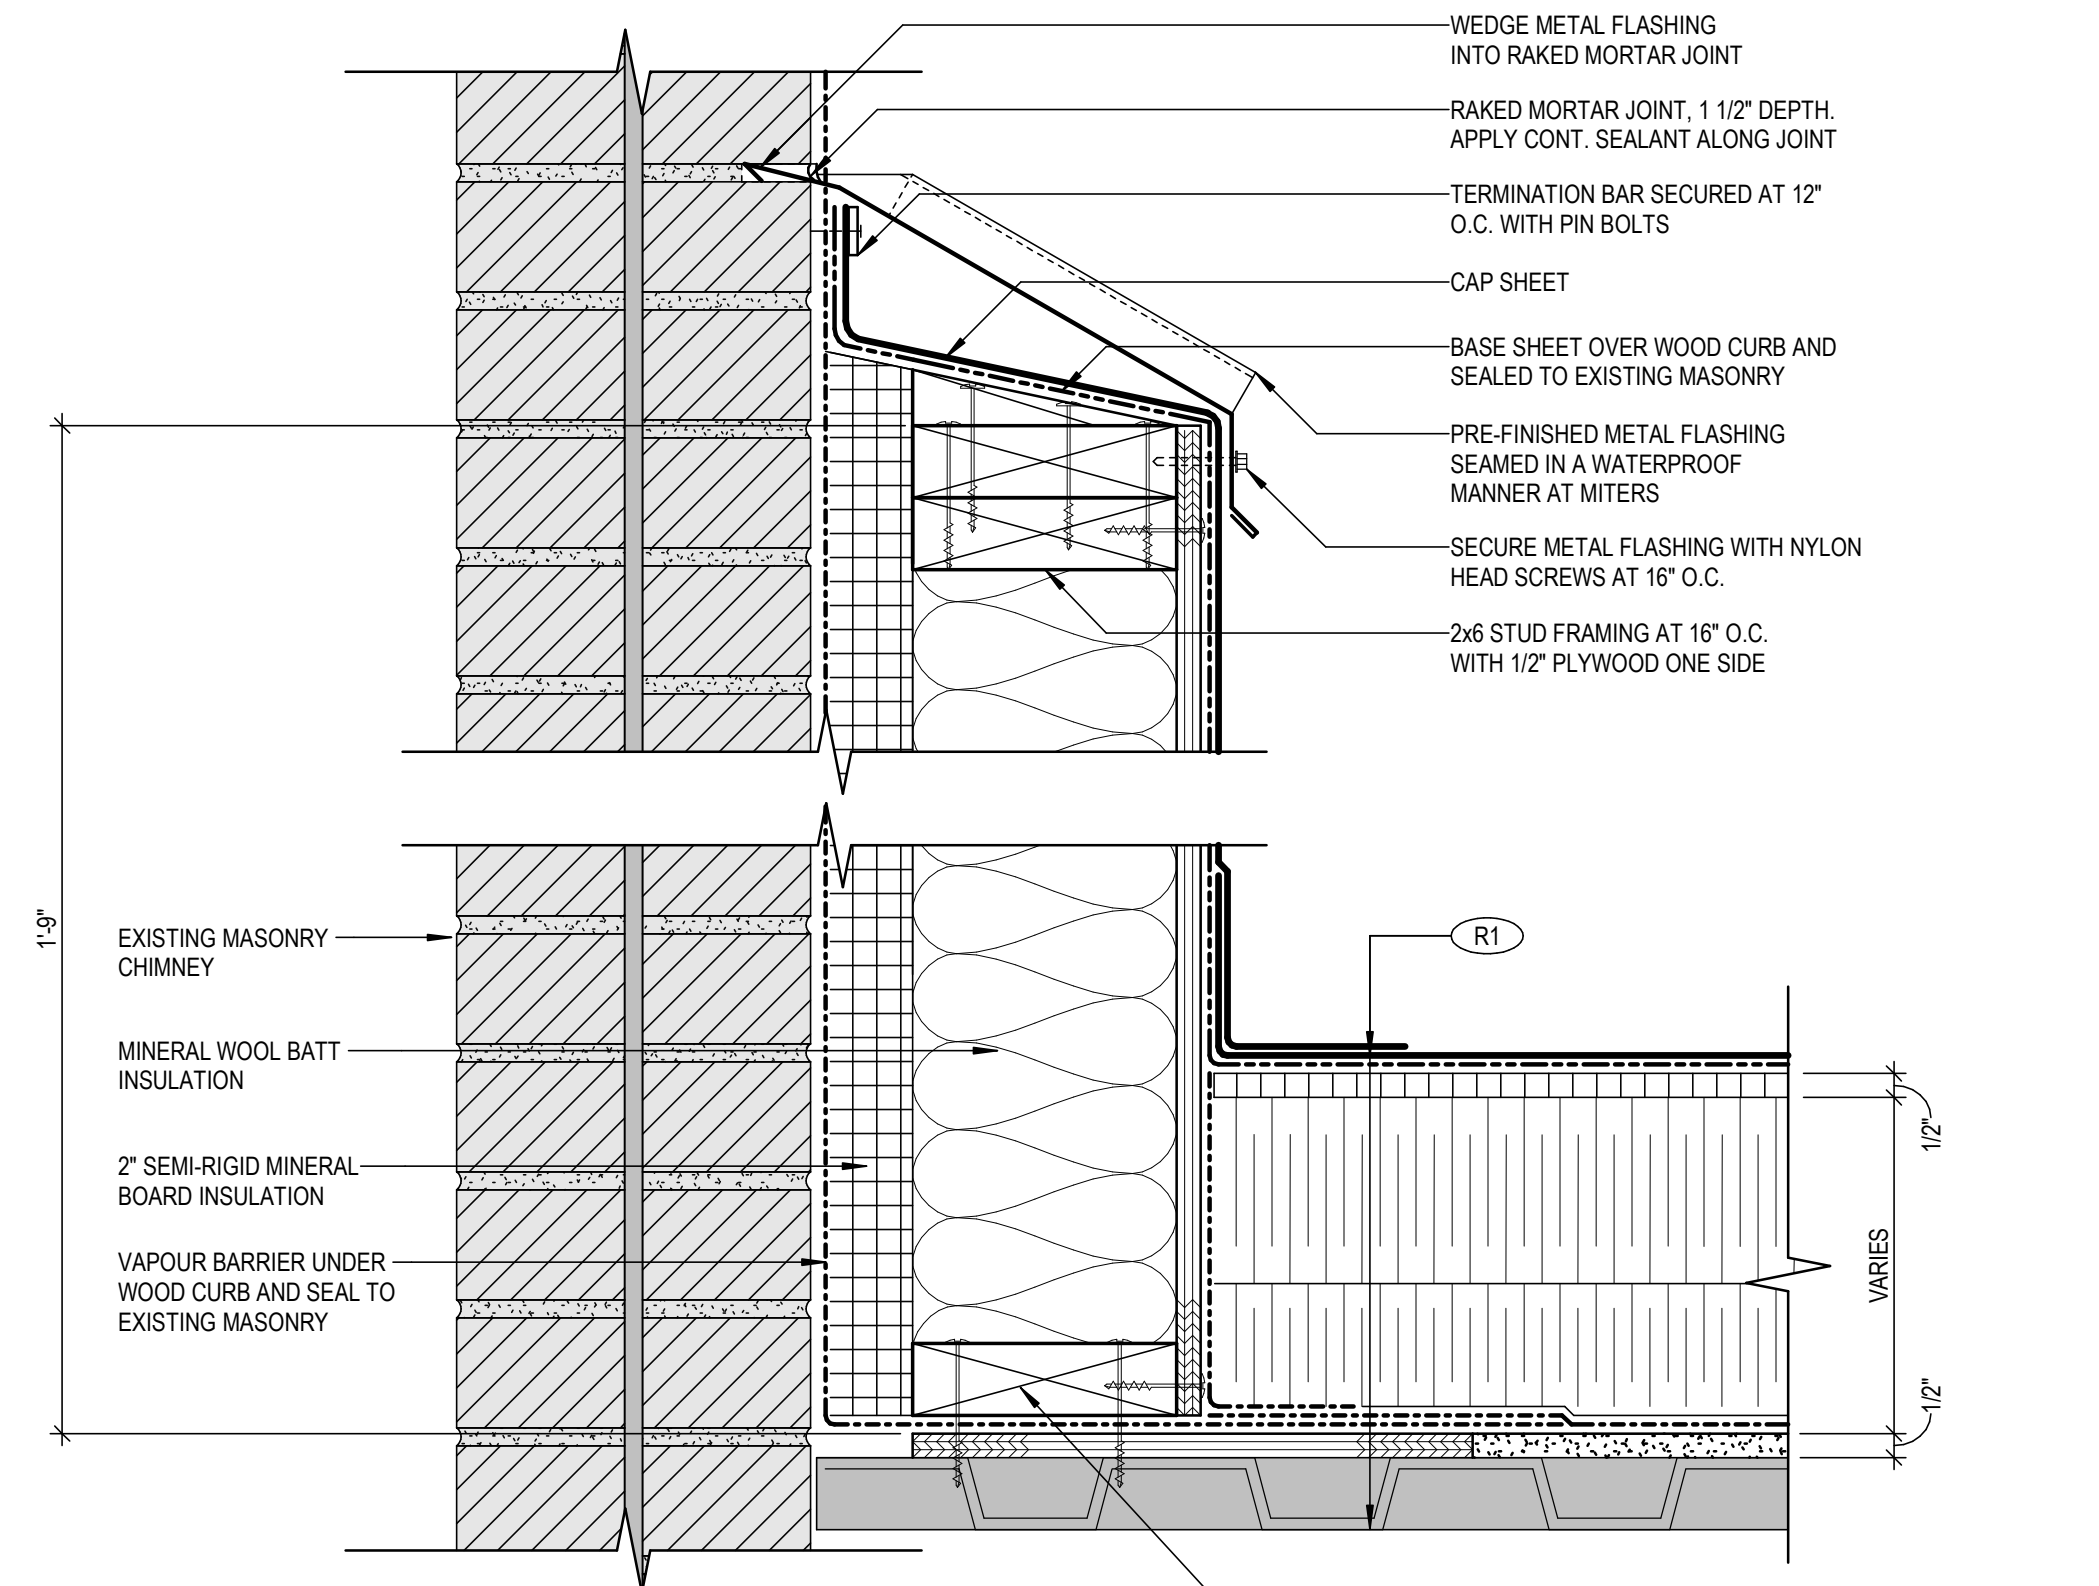 WEDGE METAL FLASHING
INTO RAKED MORTAR JOINT
RAKED MORTAR JOINT, 1 1/2" DEPTH.
APPLY CONT. SEALANT ALONG JOINT
TERMINATION BAR SECURED AT 12"
O.C. WITH PIN BOLTS
CAP SHEET
BASE SHEET OVER WOOD CURB AND
SEALED TO EXISTING MASONRY
PRE-FINISHED METAL FLASHING
SEAMED IN A WATERPROOF
MANNER AT MITERS
SECURE METAL FLASHING WITH NYLON
HEAD SCREWS AT 16" O.C.
2x6 STUD FRAMING AT 16" O.C.
WITH 1/2" PLYWOOD ONE SIDE
1'-9"
EXISTING MASONRY
CHIMNEY
MINERAL WOOL BATT
INSULATION
2" SEMI-RIGID MINERAL
BOARD INSULATION
VAPOUR BARRIER UNDER
WOOD CURB AND SEAL TO
EXISTING MASONRY
R1
1/2"
VARIES
1/2"